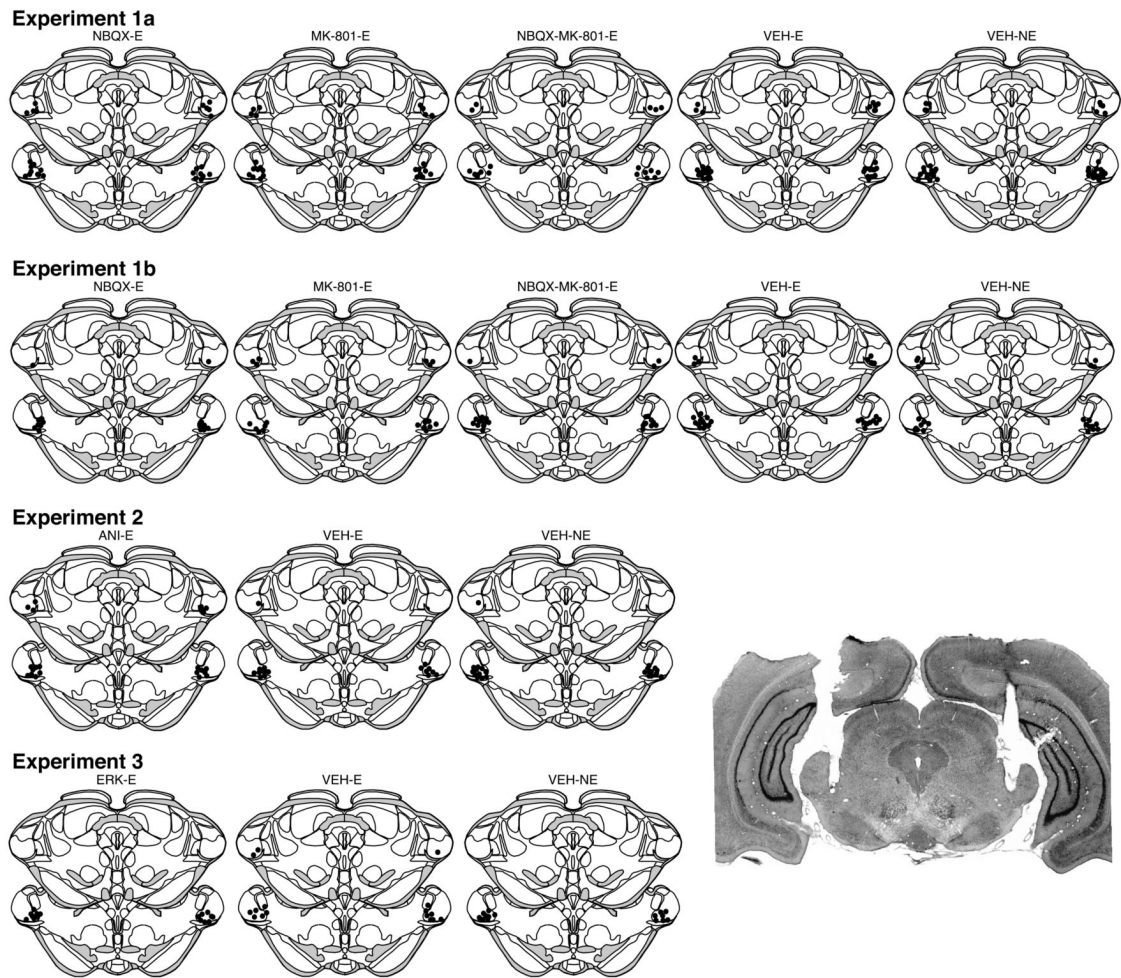 Experiment 1a
NBQX-E MK-801-E NBQX-MK-801-E VEH-E VEH-NE
Experiment 1b
NBQX-E MK-801-E NBQX-MK-801-E VEH-E VEH-NE
Experiment 2
ANI-E VEH-E VEH-NE
Experiment 3
ERK-E VEH-E VEH-NE